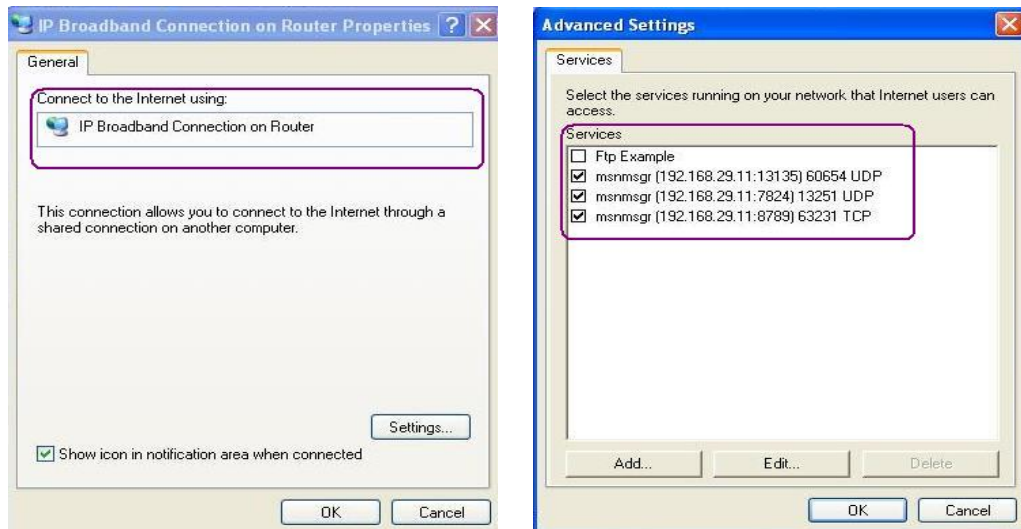 IP Broadband Connection on Router Properties
General
Connect to the Internet using:
IP Broadband Connection on Router
This connection allows you to connect to the Internet through a
shared connection on another computer.
Settings...
Show icon in notification area when connected
OK
Cancel
Advanced Settings
Services
Select the services running on your network that Internet users can
access.
Services
Ftp Example
msnmsgr (192.168.29.11:13135) 60654 UDP
msnmsgr (192.168.29.11:7824) 13251 UDP
msnmsgr (192.168.29.11:8789) 63231 TCP
Add...
Edit...
Delete
OK
Cancel